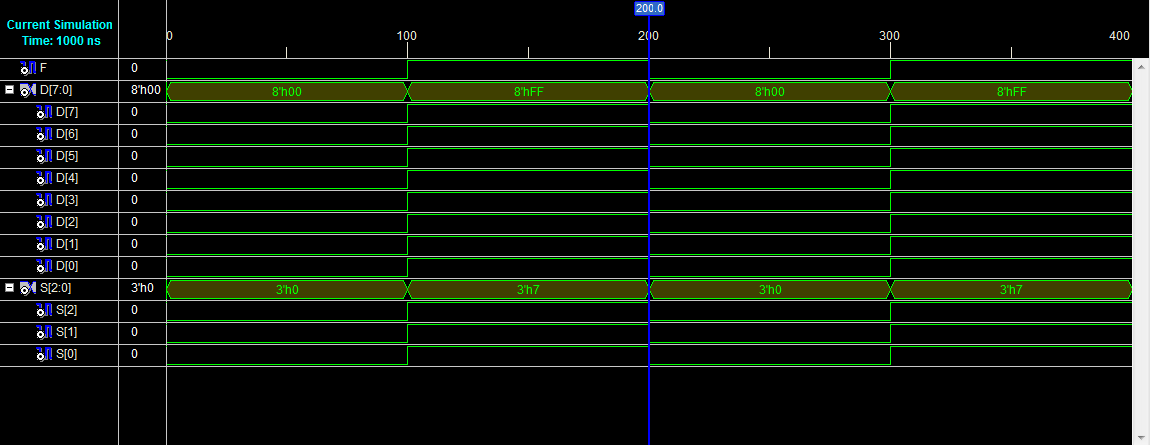 200.0
Current Simulation
Time: 1000 ns
0 100 200 300 400
F 0
D[7:0] 8'h00 8'h00 8'hFF 8'h00 8'hFF
D[7] 0
D[6] 0
D[5] 0
D[4] 0
D[3] 0
D[2] 0
D[1] 0
D[0] 0
S[2:0] 3'h0 3'h0 3'h7 3'h0 3'h7
S[2] 0
S[1] 0
S[0] 0